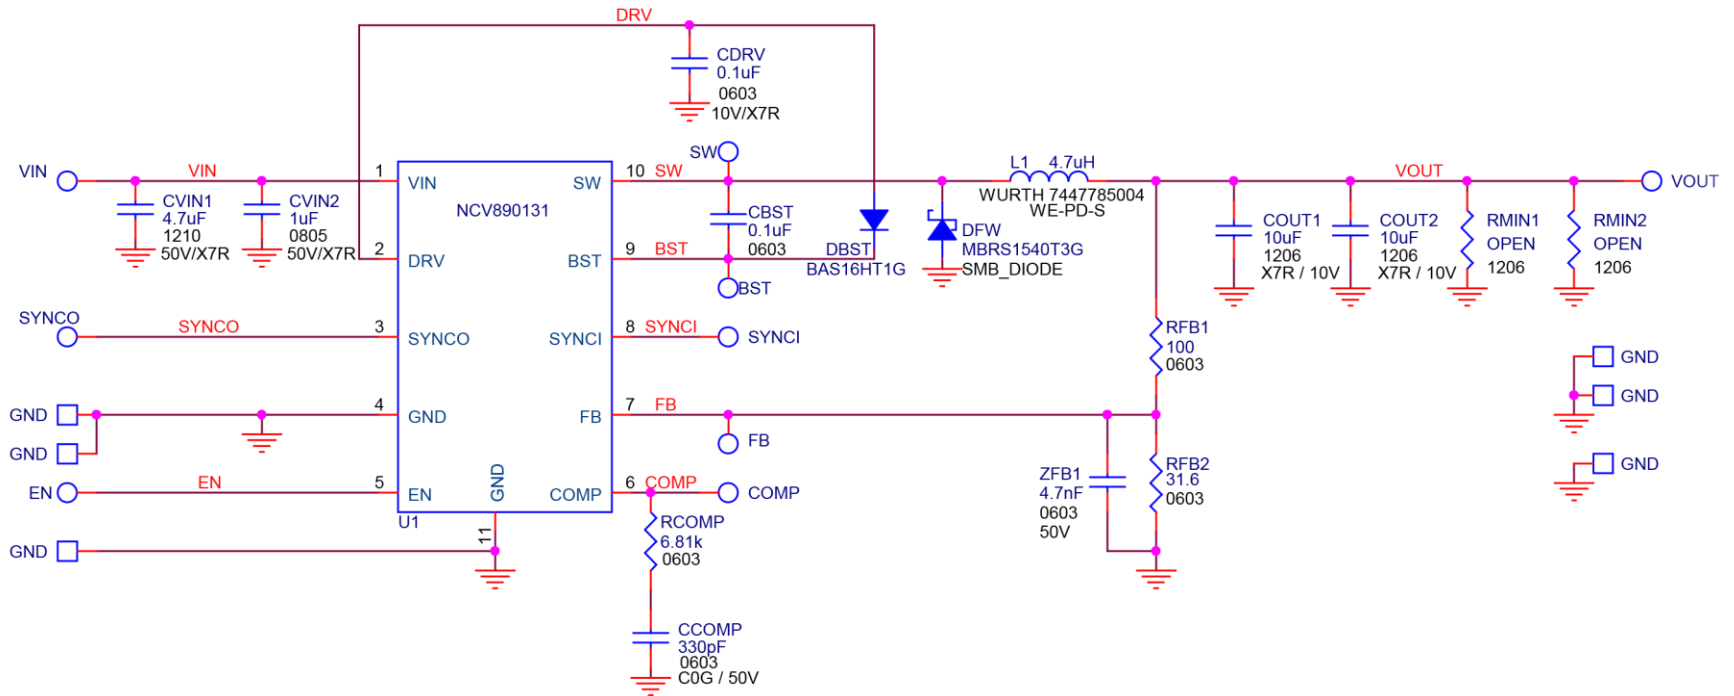 DRV
CDRV
0.1uF
0603
10V/X7R
VIN
VIN
1
VIN
CVIN1
4.7uF
1210
50V/X7R
CVIN2
1uF
0805
50V/X7R
2
DRV
NCV890131
SW
10
SW
SW
CBST
0.1uF
0603
BST
9
BST
BST
DBST
BAS16HT1G
DFW
MBRS1540T3G
SMB_DIODE
L1
4.7uH
WURTH 7447785004
WE-PD-S
VOUT
VOUT
COUT1
10uF
1206
X7R / 10V
COUT2
10uF
1206
X7R / 10V
RMIN1
OPEN
1206
RMIN2
OPEN
1206
SYNCO
SYNCO
3
SYNCO
SYNCI
8
SYNCI
SYNCI
RFB1
100
0603
GND
GND
GND
GND
GND
4
GND
FB
7
FB
FB
ZFB1
4.7nF
0603
50V
RFB2
31.6
0603
EN
EN
5
EN
GND
COMP
6
COMP
COMP
U1
11
GND
RCOMP
6.81k
0603
CCOMP
330pF
0603
C0G / 50V